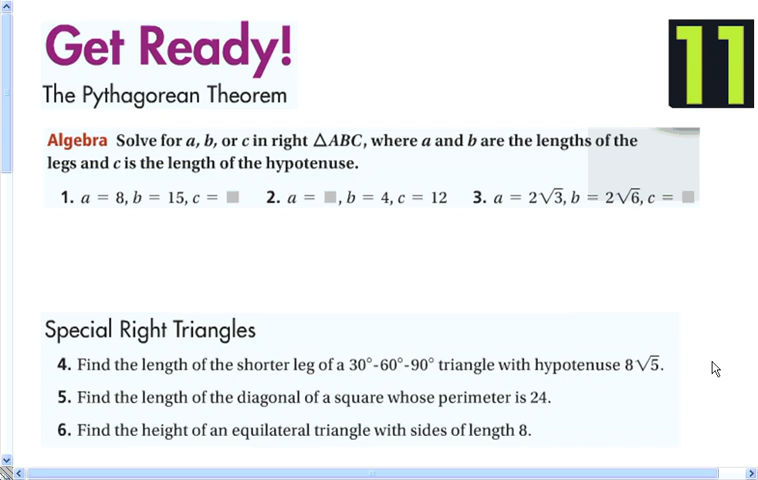 Get Ready!
11
The Pythagorean Theorem
Algebra Solve for a, b, or c in right △ABC, where a and b are the lengths of the
legs and c is the length of the hypotenuse.
1. a = 8, b = 15, c = ■ 2. a = ■, b = 4, c = 12 3. a = 2√3, b = 2√6, c = ■
Special Right Triangles
4. Find the length of the shorter leg of a 30°-60°-90° triangle with hypotenuse 8√5.
5. Find the length of the diagonal of a square whose perimeter is 24.
6. Find the height of an equilateral triangle with sides of length 8.